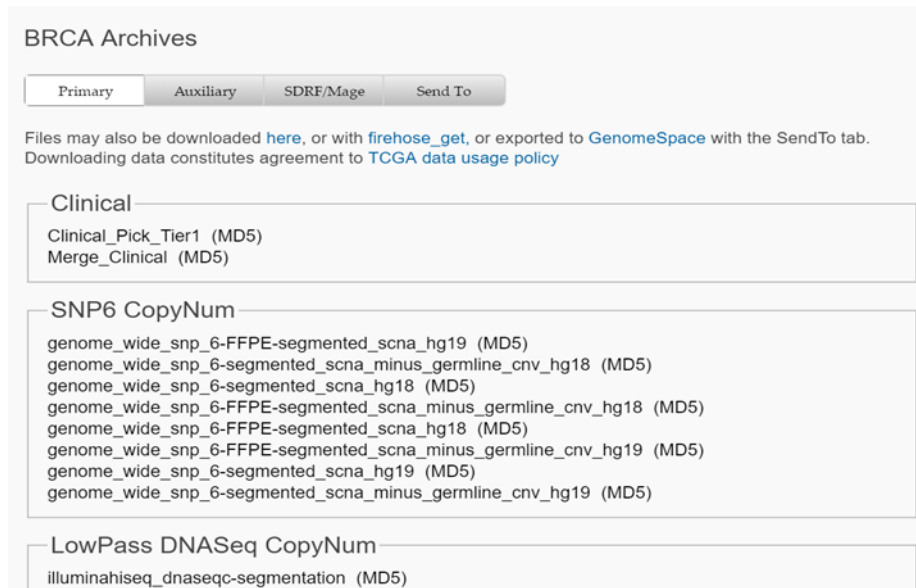 BRCA Archives
Primary Auxiliary SDRF/Mage Send To
Files may also be downloaded here, or with firehose_get, or exported to GenomeSpace with the SendTo tab.
Downloading data constitutes agreement to TCGA data usage policy
Clinical
Clinical_Pick_Tier1 (MD5)
Merge_Clinical (MD5)
SNP6 CopyNum
genome_wide_snp_6-FFPE-segmented_scna_hg19 (MD5)
genome_wide_snp_6-segmented_scna_minus_germline_cnv_hg18 (MD5)
genome_wide_snp_6-segmented_scna_hg18 (MD5)
genome_wide_snp_6-FFPE-segmented_scna_minus_germline_cnv_hg18 (MD5)
genome_wide_snp_6-FFPE-segmented_scna_hg18 (MD5)
genome_wide_snp_6-FFPE-segmented_scna_minus_germline_cnv_hg19 (MD5)
genome_wide_snp_6-segmented_scna_hg19 (MD5)
genome_wide_snp_6-segmented_scna_minus_germline_cnv_hg19 (MD5)
LowPass DNASeq CopyNum
illuminahiseq_dnaseqc-segmentation (MD5)